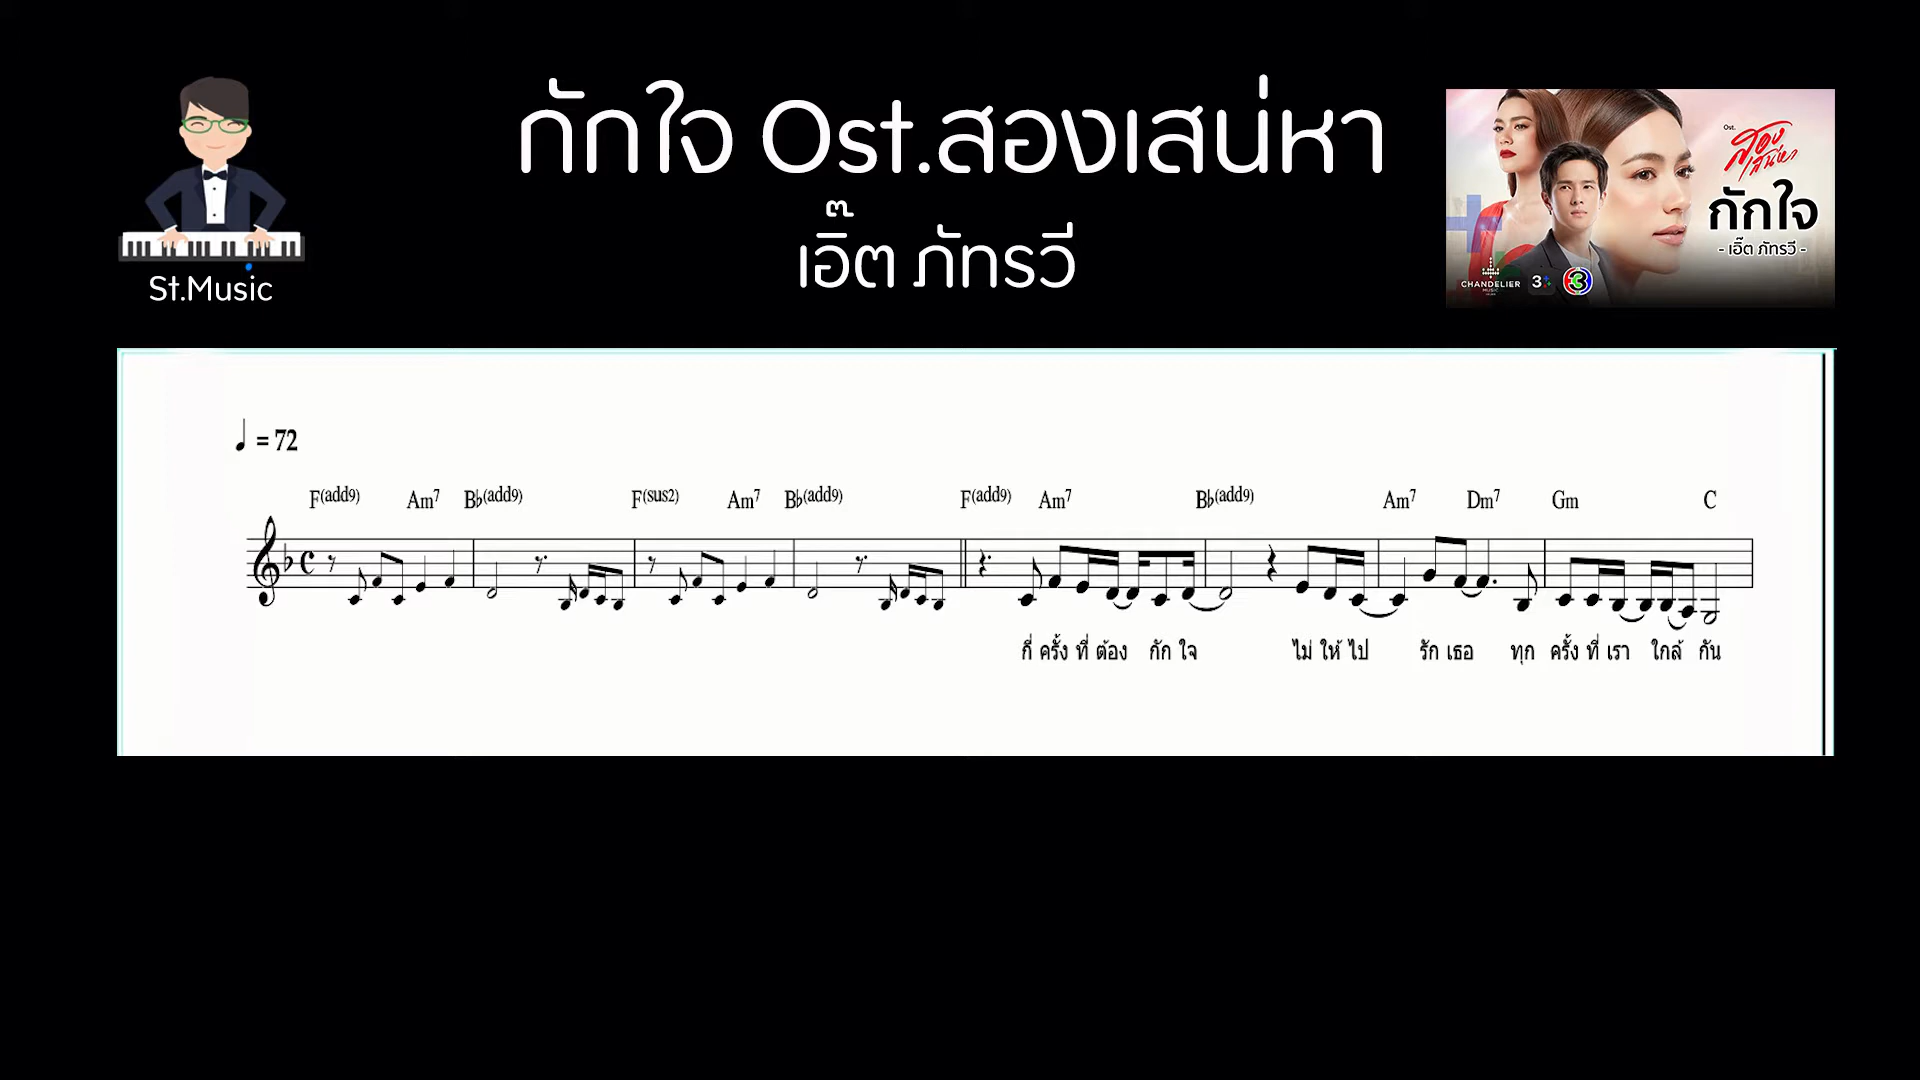 กักใจ Ost.สองเสน่หา
เอิ๊ต ภัทรวี
St.Music
Ost.
สอง
เสน่หา
กักใจ
- เอิ๊ต ภัทรวี -
CHANDELIER
MUSIC
3+
3
♩ = 72
F(add9) Am7 B♭(add9) F(sus2) Am7 B♭(add9) F(add9) Am7 B♭(add9) Am7 Dm7 Gm C
กี่ ครั้ง ที่ ต้อง กัก ใจ ไม่ ให้ ไป รัก เธอ ทุก ครั้ง ที่ เรา ใกล้ กัน